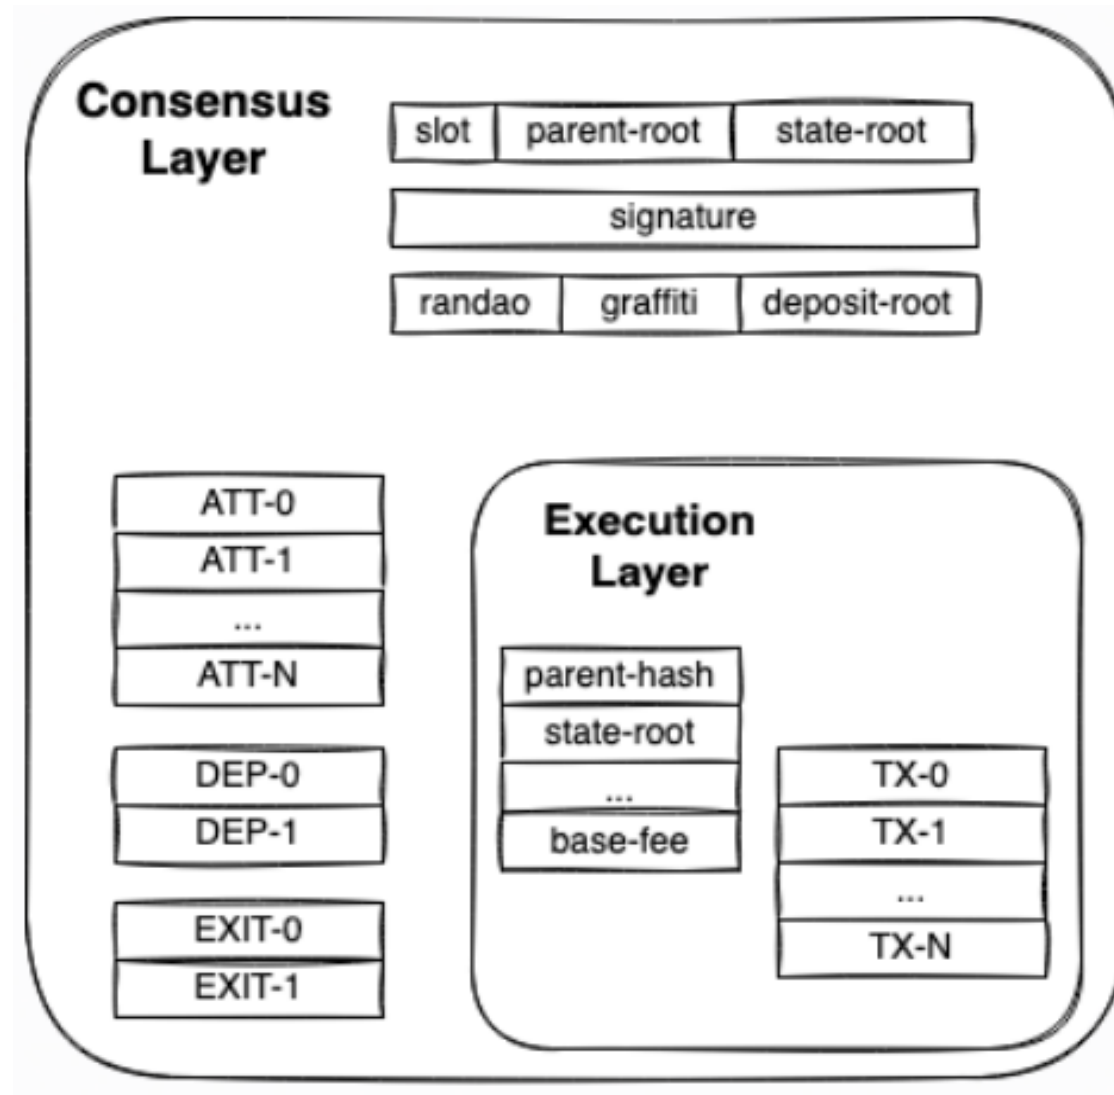 Consensus
Layer
slot parent-root state-root
signature
randao graffiti deposit-root
ATT-0
ATT-1
...
ATT-N
DEP-0
DEP-1
EXIT-0
EXIT-1
Execution
Layer
parent-hash
state-root
...
base-fee
TX-0
TX-1
...
TX-N